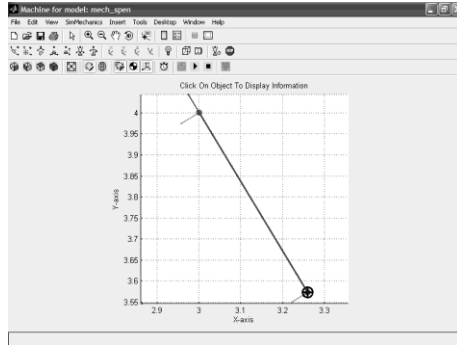 Machine for model: mech_spen
File Edit View SimMechanics Insert Tools Desktop Window Help
Click On Object To Display Information
4
3.95
3.9
3.85
3.8
3.75
3.7
3.65
3.6
3.55
Y-axis
2.9 3 3.1 3.2 3.3
X-axis